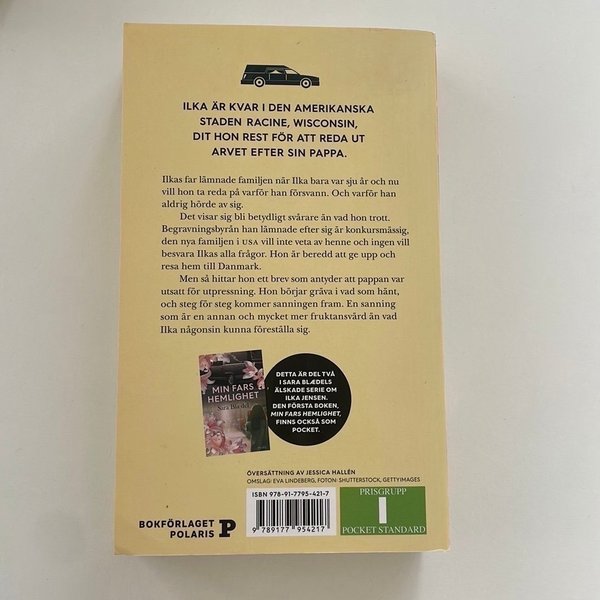 ILKA ÄR KVAR I DEN AMERIKANSKA
STADEN RACINE, WISCONSIN,
DIT HON REST FÖR ATT REDA UT
ARVET EFTER SIN PAPPA.
Ilkas far lämnade familjen när Ilka bara var sju år och nu
vill hon ta reda på varför han försvann. Och varför han
aldrig hörde av sig.
Det visar sig bli betydligt svårare än vad hon trott.
Begravningsbyrån han lämnade efter sig är konkursmässig,
den nya familjen i USA vill inte veta av henne och ingen vill
besvara Ilkas alla frågor. Hon är beredd att ge upp och
resa hem till Danmark.
Men så hittar hon ett brev som antyder att pappan var
utsatt för utpressning. Hon börjar gräva i vad som hänt,
och steg för steg kommer sanningen fram. En sanning
som är en annan och mycket mer fruktansvärd än vad
Ilka någonsin kunna föreställa sig.
MIN FARS
HEMLIGHET
Sara Blædel
DETTA ÄR DEL TVÅ
I SARA BLÆDELS
ÄLSKADE SERIE OM
ILKA JENSEN.
DEN FÖRSTA BOKEN,
MIN FARS HEMLIGHET,
FINNS OCKSÅ SOM
POCKET.
ÖVERSÄTTNING AV JESSICA HALLÉN
OMSLAG: EVA LINDEBERG, FOTON: SHUTTERSTOCK, GETTYIMAGES
BOKFÖRLAGET
POLARIS
P
ISBN 978-91-7795-421-7
9 789177 954217
PRISGRUPP
I
POCKET STANDARD